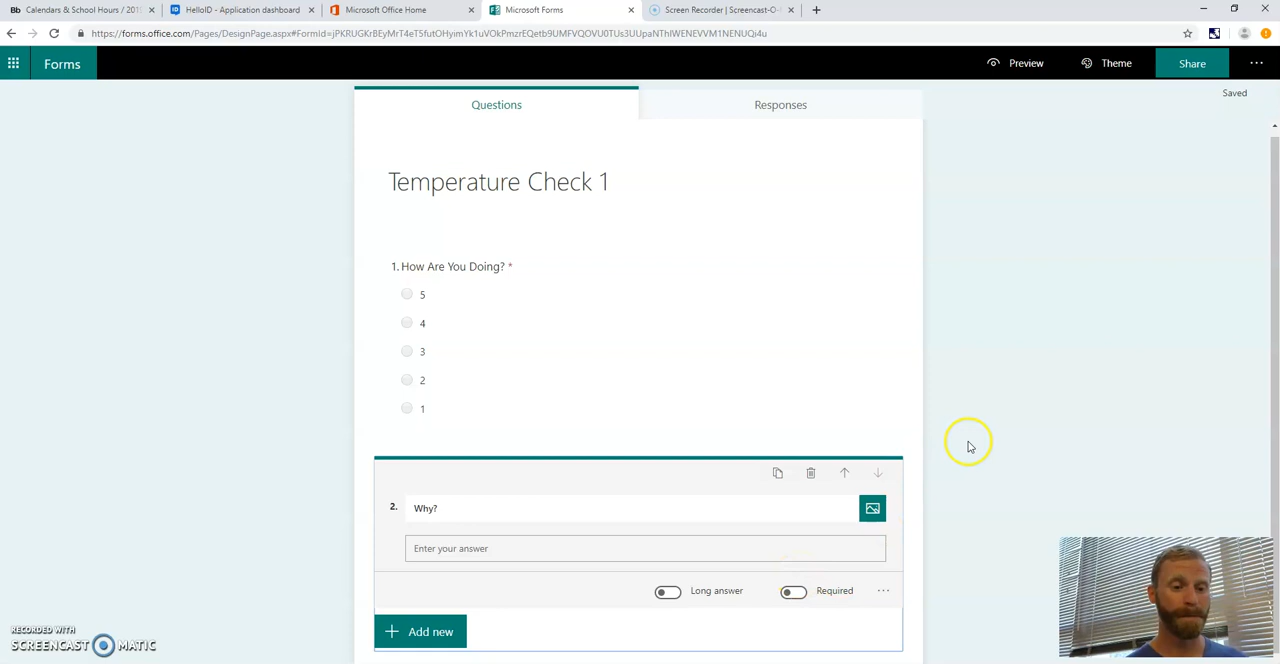 Bb Calendars & School Hours / 201
HelloID - Application dashboard
Microsoft Office Home
Microsoft Forms
Screen Recorder | Screencast-O-
Forms
Preview
Theme
Share
Questions
Responses
Saved
Temperature Check 1
1. How Are You Doing? *
5
4
3
2
1
2.
Why?
Enter your answer
Long answer
Required
Add new
RECORDED WITH
SCREENCAST MATIC